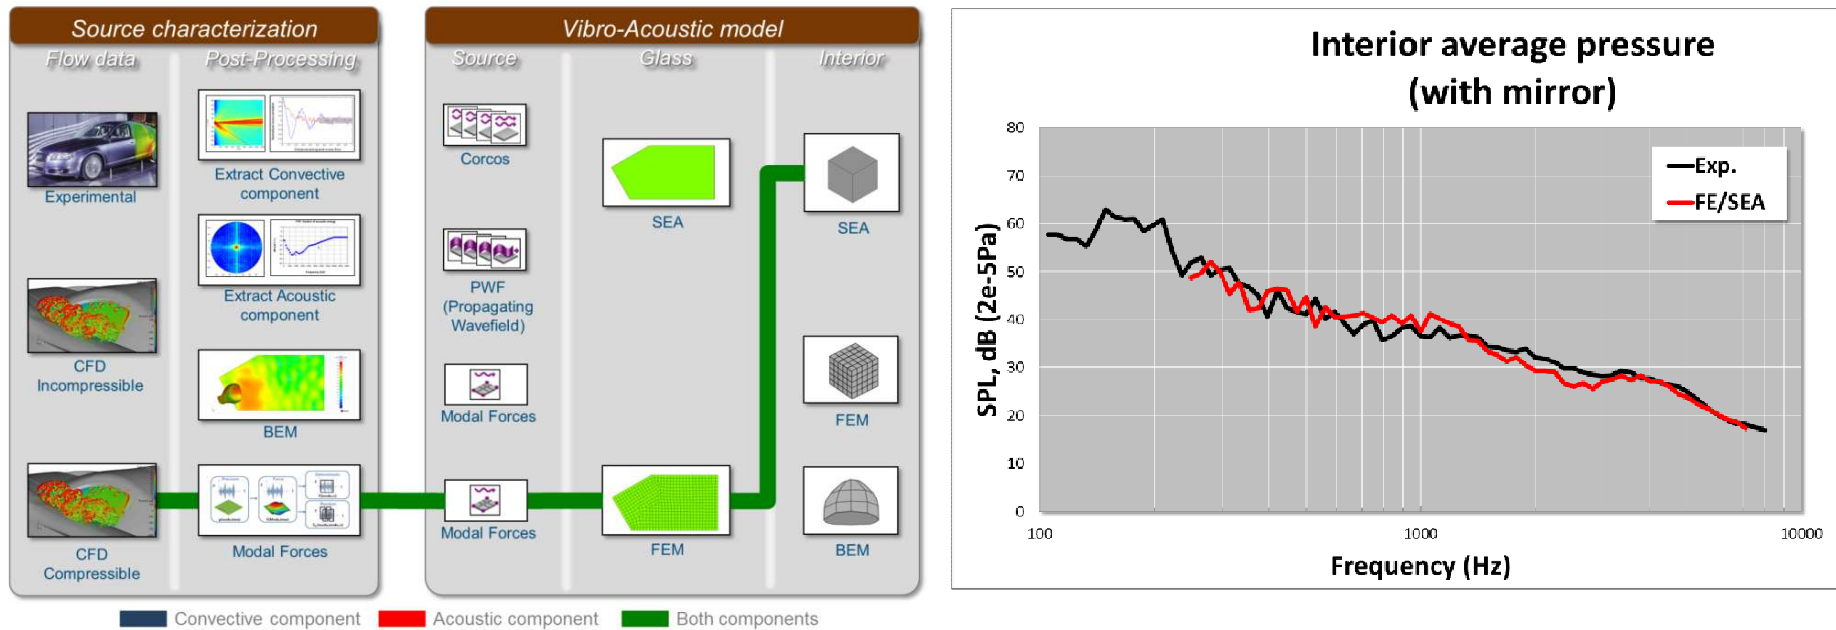 Source characterization
Flow data
Post-Processing
Experimental
Extract Convective
component
Extract Acoustic
component
CFD
Incompressible
BEM
CFD
Compressible
Modal Forces
Vibro-Acoustic model
Source
Glass
Interior
Corcos
SEA
SEA
PWF
(Propagating
Wavefield)
Modal Forces
FEM
Modal Forces
FEM
BEM
Convective component
Acoustic component
Both components
Interior average pressure
(with mirror)
SPL, dB (2e-5Pa)
80
70
60
50
40
30
20
10
0
Exp.
FE/SEA
100
1000
10000
Frequency (Hz)